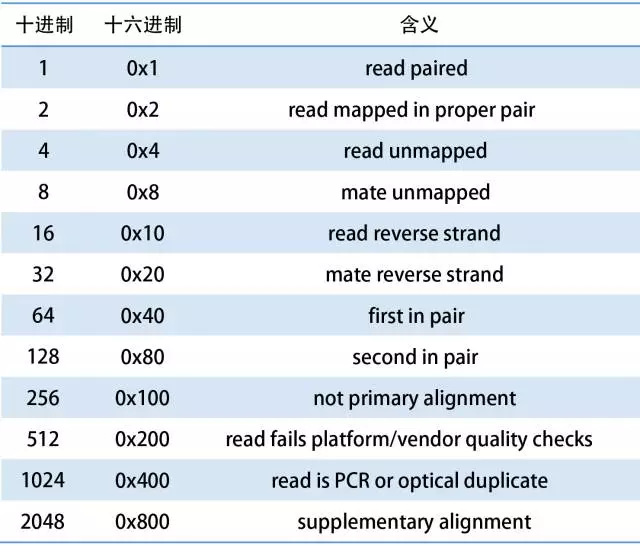 十进制 十六进制 含义
1 0x1 read paired
2 0x2 read mapped in proper pair
4 0x4 read unmapped
8 0x8 mate unmapped
16 0x10 read reverse strand
32 0x20 mate reverse strand
64 0x40 first in pair
128 0x80 second in pair
256 0x100 not primary alignment
512 0x200 read fails platform/vendor quality checks
1024 0x400 read is PCR or optical duplicate
2048 0x800 supplementary alignment